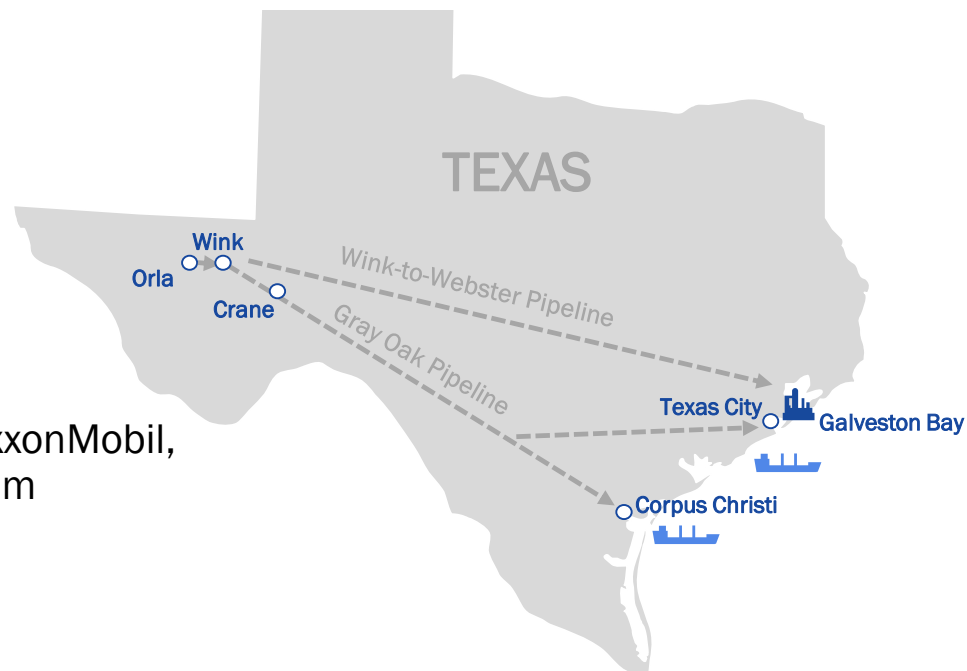 TEXAS
Wink
Orla
Crane
Wink-to-Webster Pipeline
Gray Oak Pipeline
Texas City
Galveston Bay
xxonMobil,
m
Corpus Christi